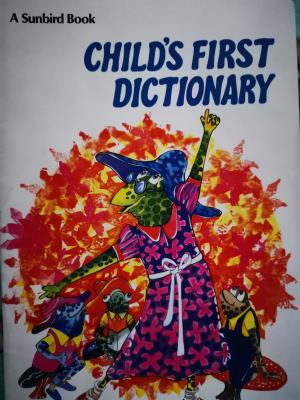 A Sunbird Book
CHILD'S FIRST
DICTIONARY